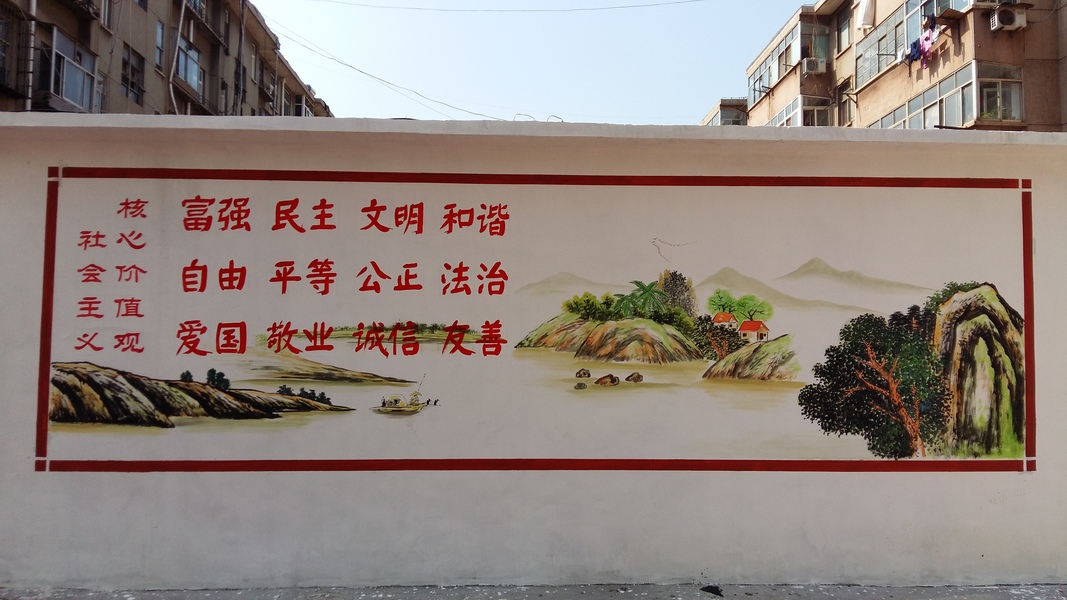 社会主义
核心价值观
富强 民主 文明 和谐
自由 平等 公正 法治
爱国 敬业 诚信 友善